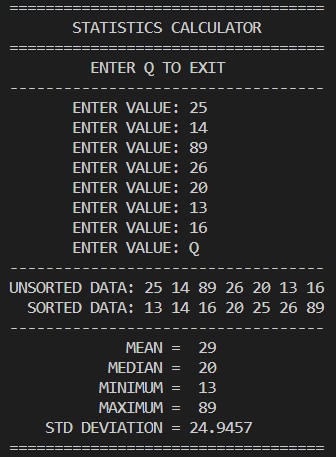 ===================================
STATISTICS CALCULATOR
===================================
ENTER Q TO EXIT
-----------------------------------
ENTER VALUE: 25
ENTER VALUE: 14
ENTER VALUE: 89
ENTER VALUE: 26
ENTER VALUE: 20
ENTER VALUE: 13
ENTER VALUE: 16
ENTER VALUE: Q
-----------------------------------
UNSORTED DATA: 25 14 89 26 20 13 16
SORTED DATA: 13 14 16 20 25 26 89
-----------------------------------
MEAN = 29
MEDIAN = 20
MINIMUM = 13
MAXIMUM = 89
STD DEVIATION = 24.9457
===================================